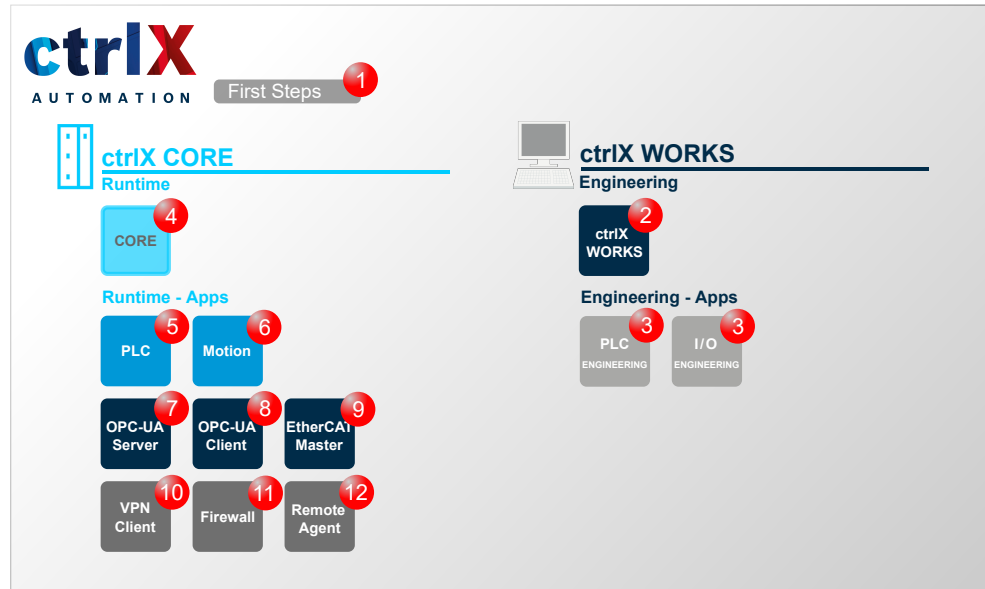 ctrlX
AUTOMATION
First Steps
1
ctrlX CORE
Runtime
CORE
4
Runtime - Apps
PLC
5
Motion
6
OPC-UA
Server
7
OPC-UA
Client
8
EtherCAT
Master
9
VPN
Client
10
Firewall
11
Remote
Agent
12
ctrlX WORKS
Engineering
ctrlX
WORKS
2
Engineering - Apps
PLC
ENGINEERING
3
I/O
ENGINEERING
3